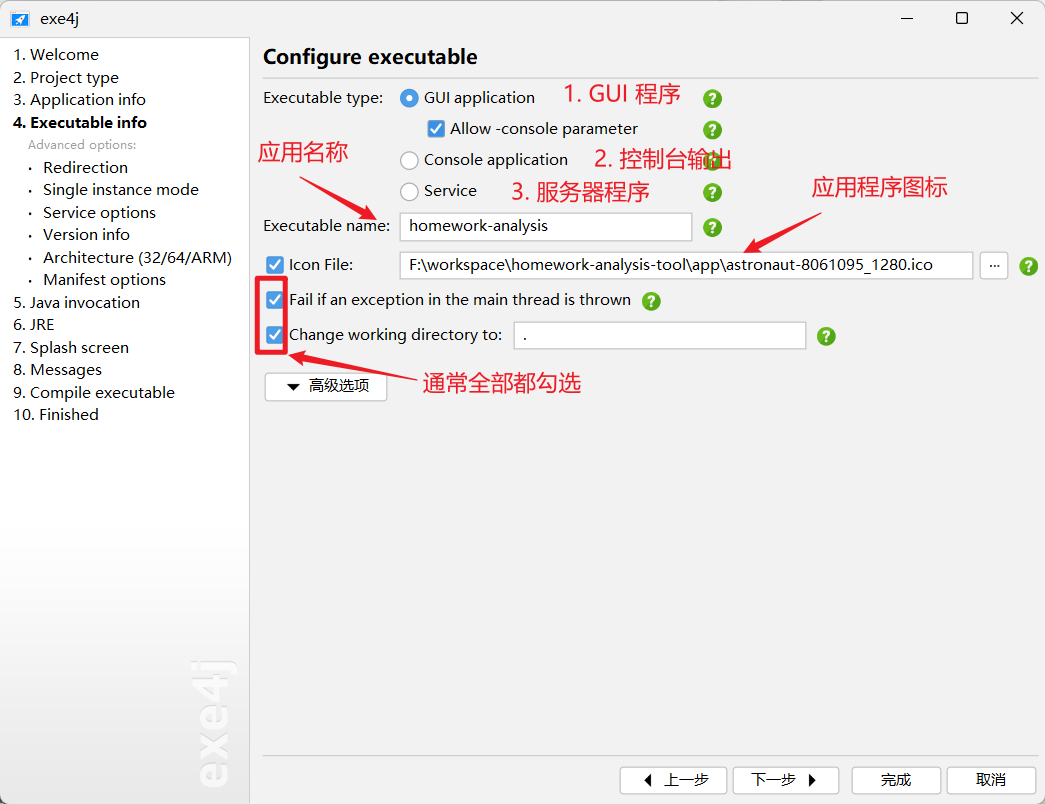 exe4j
1. Welcome
2. Project type
3. Application info
4. Executable info
Advanced options:
· Redirection
· Single instance mode
· Service options
· Version info
· Architecture (32/64/ARM)
· Manifest options
5. Java invocation
6. JRE
7. Splash screen
8. Messages
9. Compile executable
10. Finished
exe4j
Configure executable
Executable type: GUI application 1. GUI 程序
Allow -console parameter
应用名称
Console application 2. 控制台输出
Service 3. 服务器程序
应用程序图标
Executable name: homework-analysis
Icon File: F:\workspace\homework-analysis-tool\app\astronaut-8061095_1280.ico ...
Fail if an exception in the main thread is thrown
Change working directory to: .
高级选项
通常全部都勾选
上一步 下一步 完成 取消